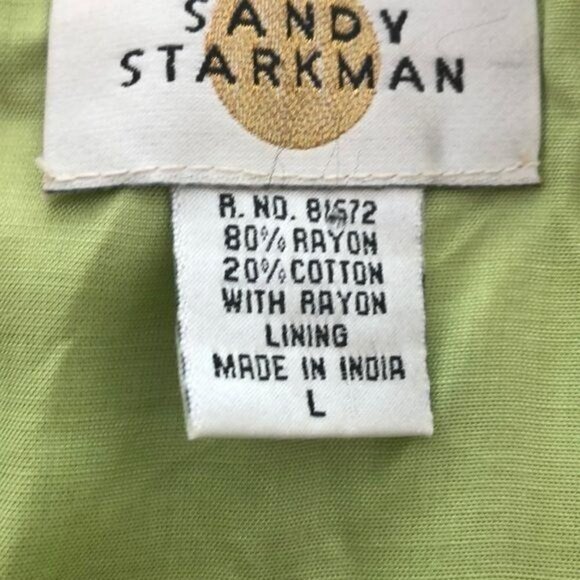 SANDY
STARKMAN
R. NO. 81572
80% RAYON
20% COTTON
WITH RAYON
LINING
MADE IN INDIA
L